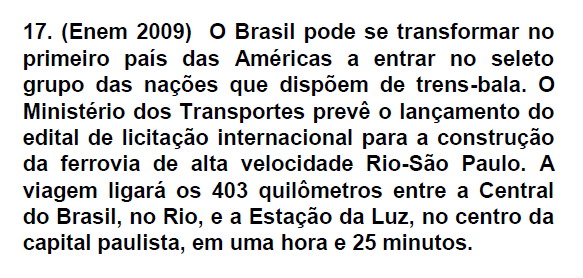 17. (Enem 2009) O Brasil pode se transformar no
primeiro país das Américas a entrar no seleto
grupo das nações que dispõem de trens-bala. O
Ministério dos Transportes prevê o lançamento do
edital de licitação internacional para a construção
da ferrovia de alta velocidade Rio-São Paulo. A
viagem ligará os 403 quilômetros entre a Central
do Brasil, no Rio, e a Estação da Luz, no centro da
capital paulista, em uma hora e 25 minutos.